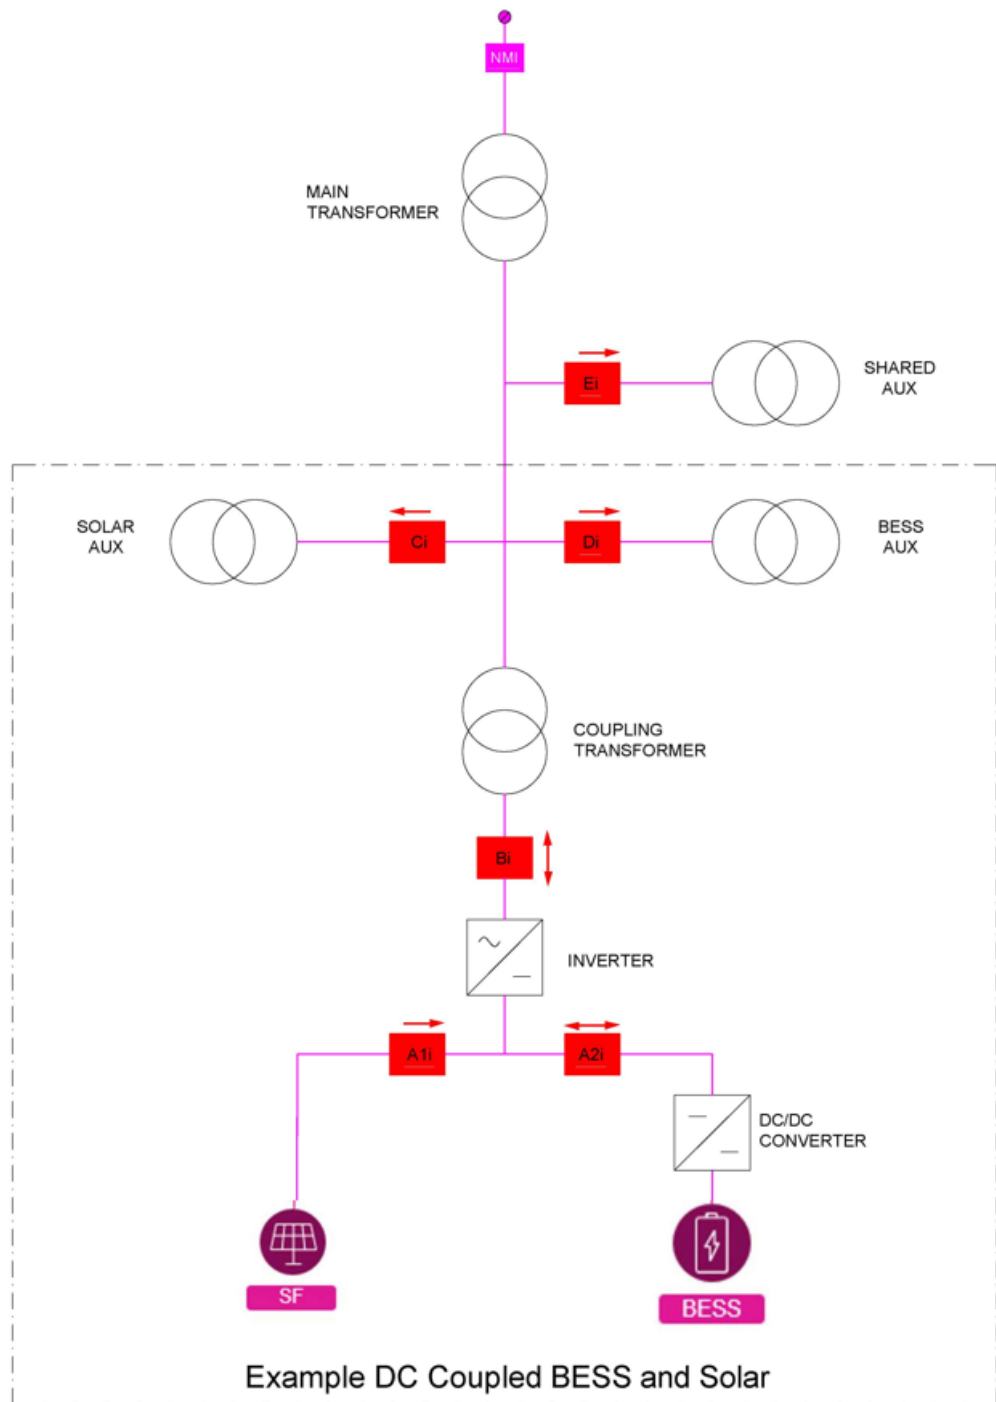 NMI
MAIN
TRANSFORMER
Ei
SHARED
AUX
SOLAR
AUX
Ci
Di
BESS
AUX
COUPLING
TRANSFORMER
Bi
INVERTER
A1i
A2i
DC/DC
CONVERTER
SF
BESS
Example DC Coupled BESS and Solar